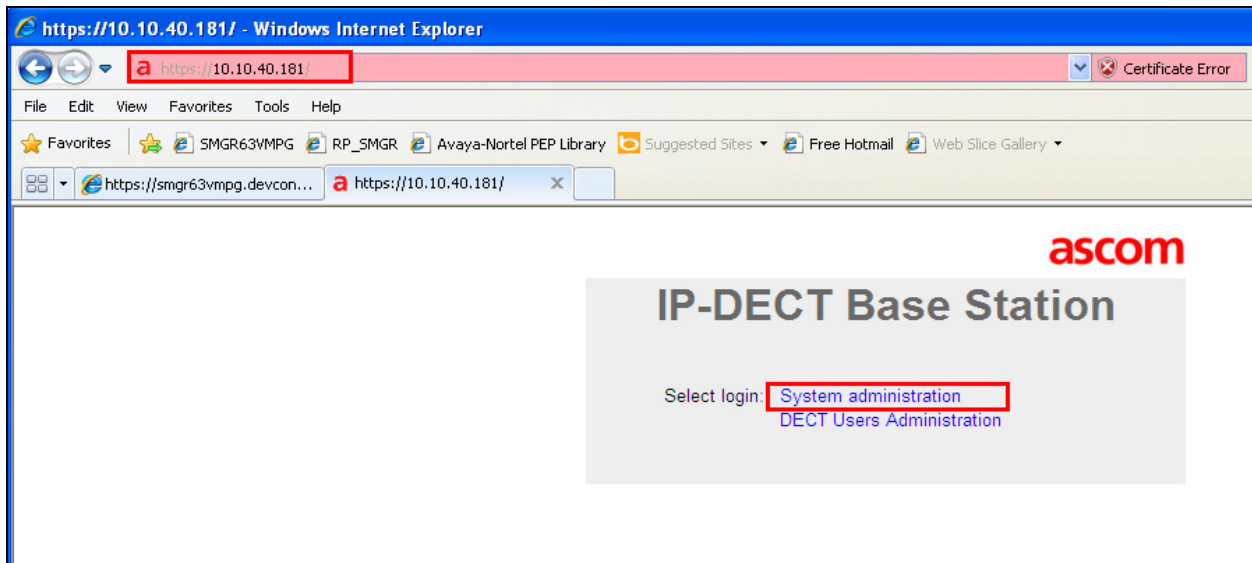 https://10.10.40.181/ - Windows Internet Explorer
a https://10.10.40.181/ Certificate Error
File Edit View Favorites Tools Help
Favorites SMGR63VMPG RP_SMGR Avaya-Nortel PEP Library Suggested Sites Free Hotmail Web Slice Gallery
https://smgr63vmpg.devcon... a https://10.10.40.181/ x
ascom
IP-DECT Base Station
Select login: System administration
DECT Users Administration